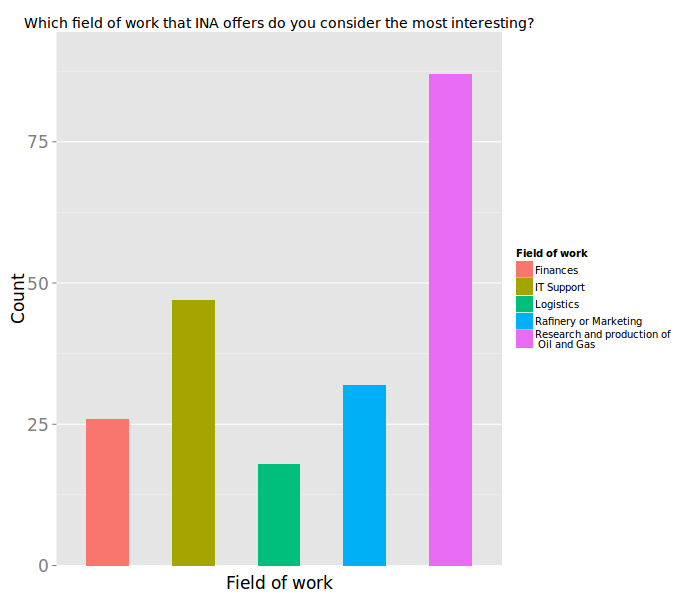 Which field of work that INA offers do you consider the most interesting?
75
50
25
0
Count
Field of work
Field of work
Finances
IT Support
Logistics
Rafinery or Marketing
Research and production of
Oil and Gas